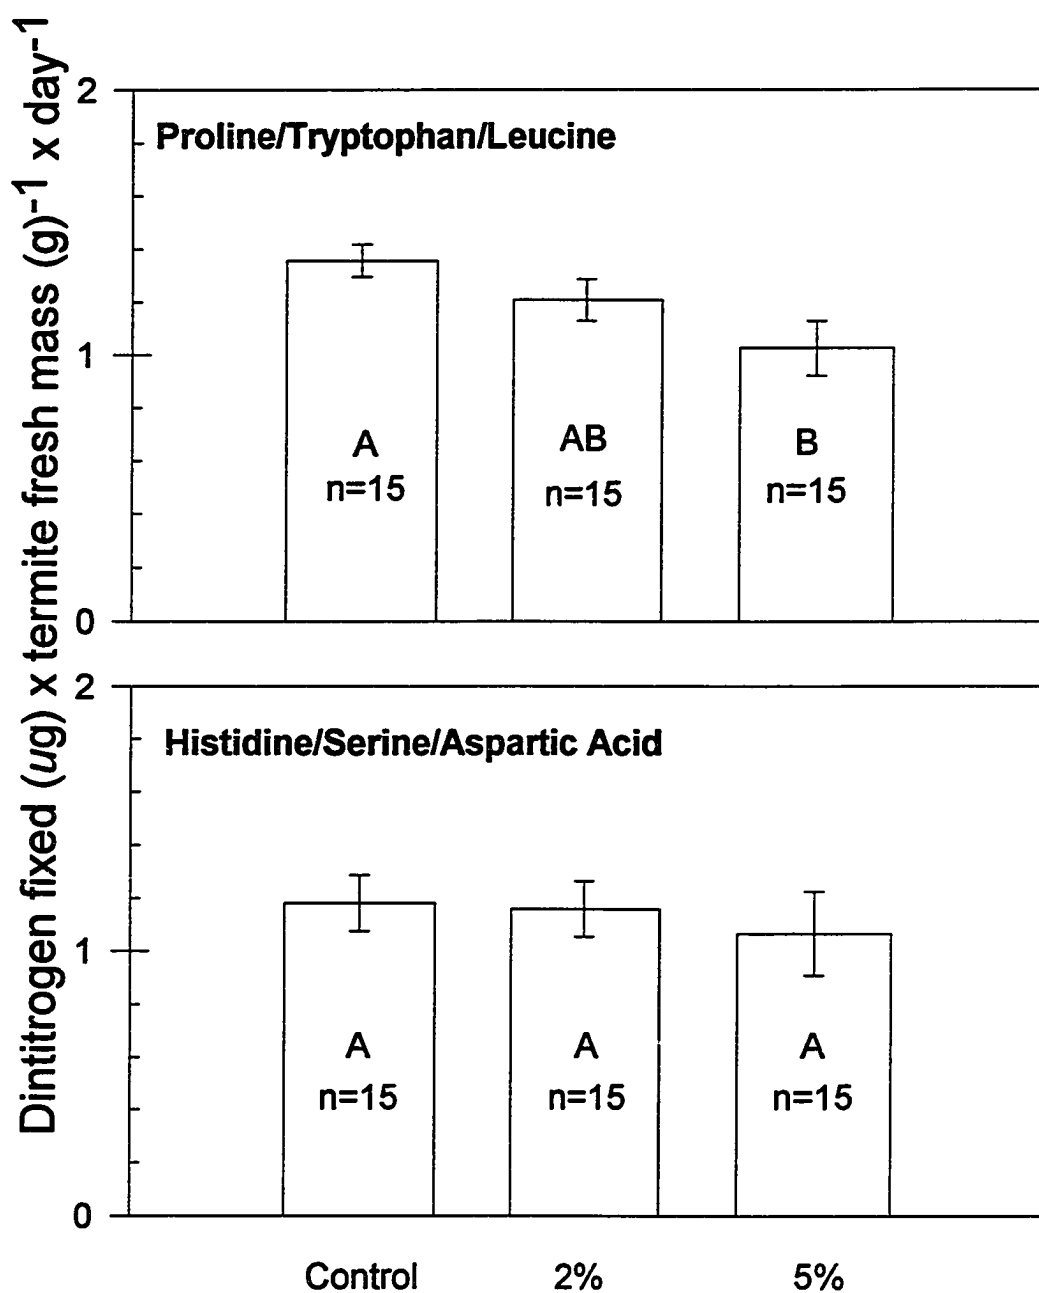 Dintitrogen fixed (ug) x termite fresh mass (g)-1 x day-1
2
Proline/Tryptophan/Leucine
1
A
n=15
AB
n=15
B
n=15
0
2
Histidine/Serine/Aspartic Acid
1
A
n=15
A
n=15
A
n=15
0
Control 2% 5%